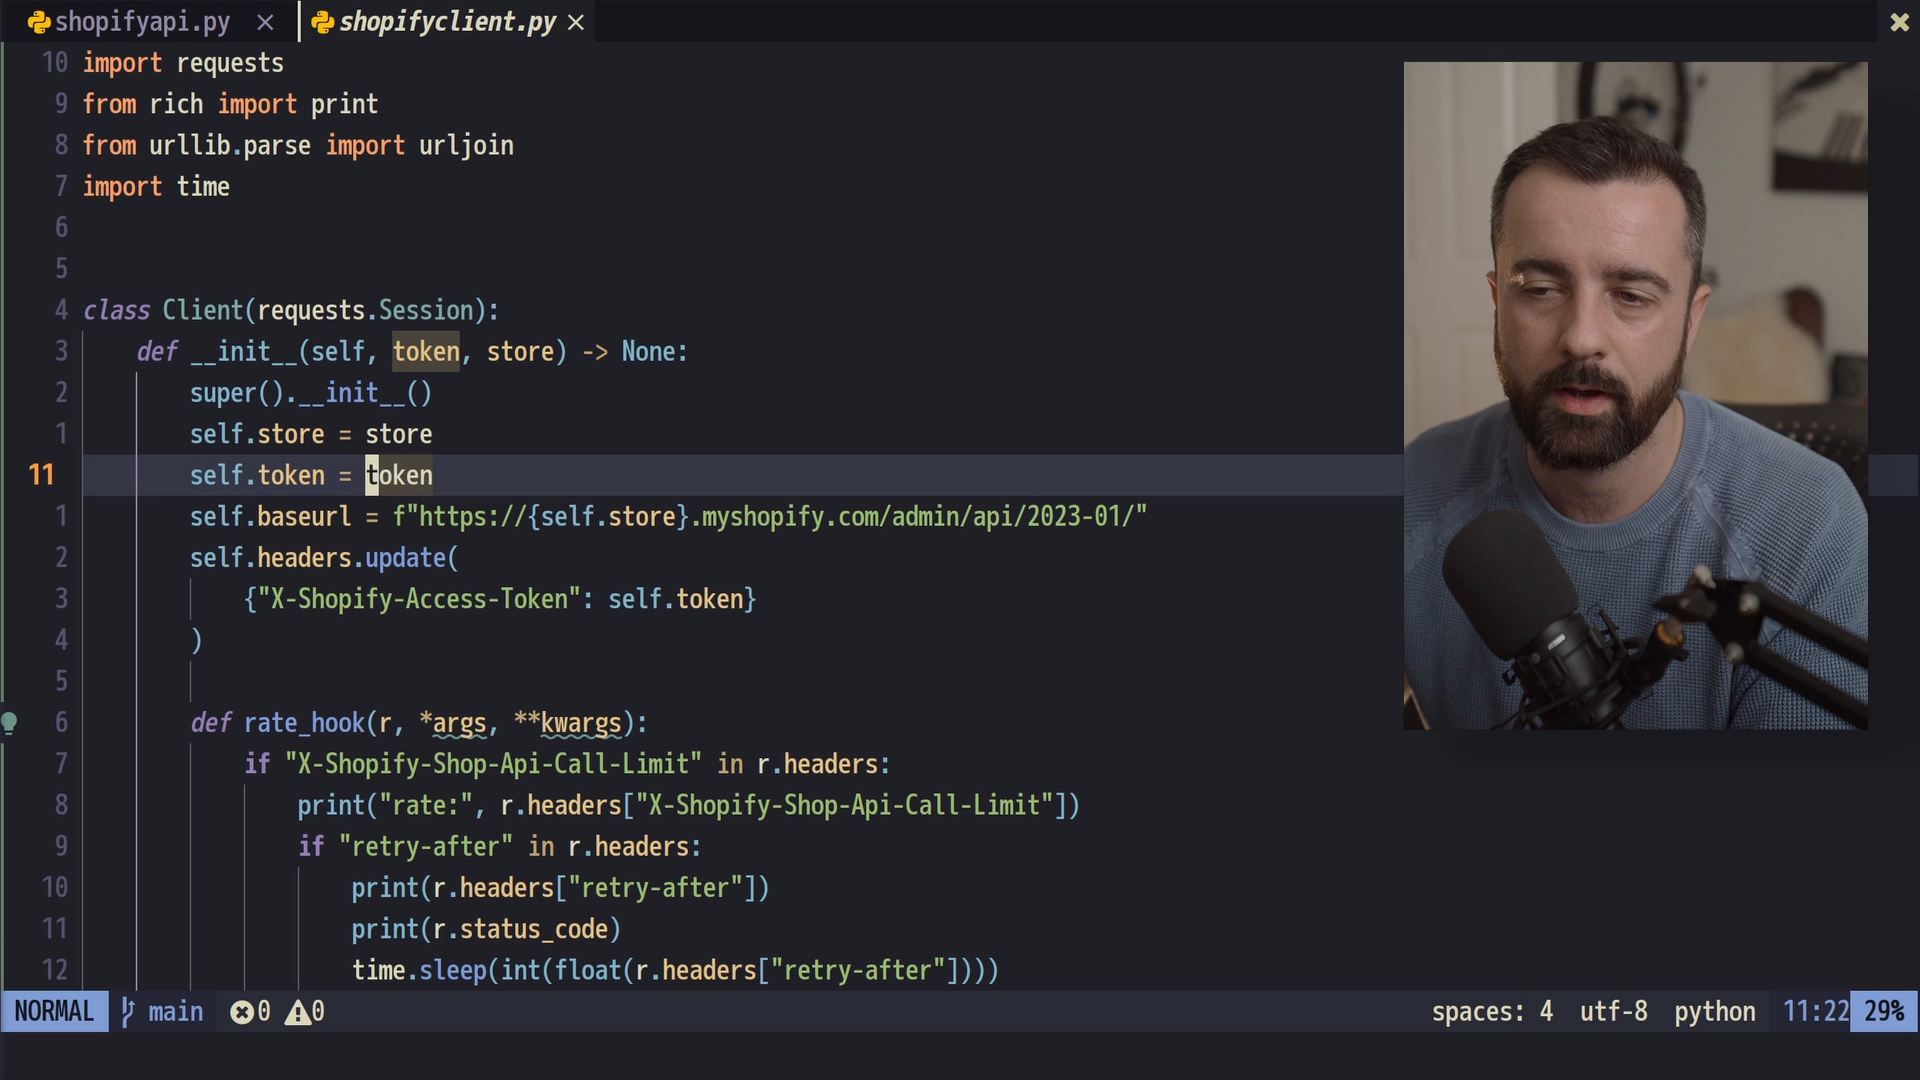 shopifyapi.py × shopifyclient.py ×
10 import requests
9 from rich import print
8 from urllib.parse import urljoin
7 import time
6
5
4 class Client(requests.Session):
3 def __init__(self, token, store) -> None:
2 super().__init__()
1 self.store = store
11 self.token = token
1 self.baseurl = f"https://{self.store}.myshopify.com/admin/api/2023-01/"
2 self.headers.update(
3 {"X-Shopify-Access-Token": self.token}
4 )
5
6 def rate_hook(r, *args, **kwargs):
7 if "X-Shopify-Shop-Api-Call-Limit" in r.headers:
8 print("rate:", r.headers["X-Shopify-Shop-Api-Call-Limit"])
9 if "retry-after" in r.headers:
10 print(r.headers["retry-after"])
11 print(r.status_code)
12 time.sleep(int(float(r.headers["retry-after"])))
NORMAL main 0 0 spaces: 4 utf-8 python 11:22 29%